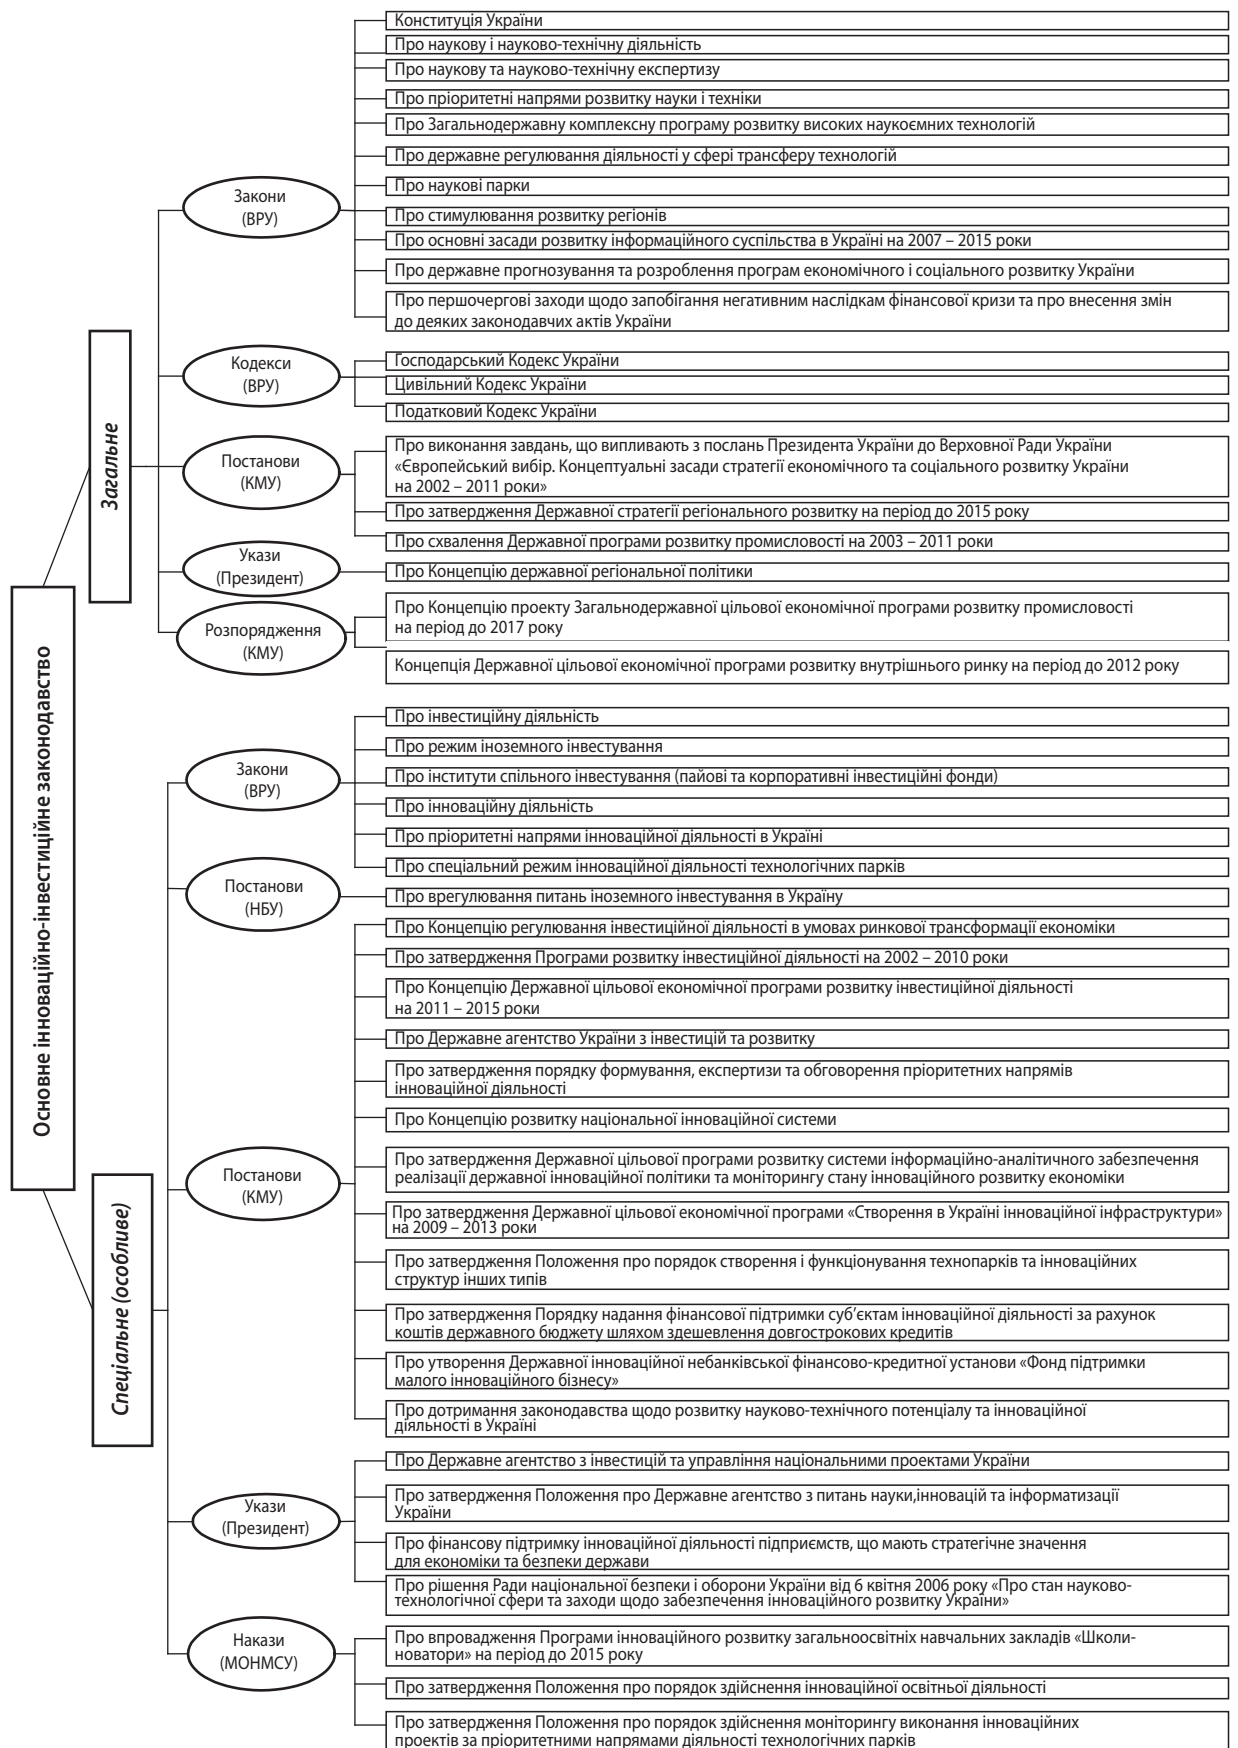 Основне інноваційно-інвестиційне законодавство
Загальне
Закони
(ВРУ)
Конституція України
Про наукову і науково-технічну діяльність
Про наукову та науково-технічну експертизу
Про пріоритетні напрями розвитку науки і техніки
Про Загальнодержавну комплексну програму розвитку високих наукоємних технологій
Про державне регулювання діяльності у сфері трансферу технологій
Про наукові парки
Про стимулювання розвитку регіонів
Про основні засади розвитку інформаційного суспільства в Україні на 2007 – 2015 роки
Про державне прогнозування та розроблення програм економічного і соціального розвитку України
Про першочергові заходи щодо запобігання негативним наслідкам фінансової кризи та про внесення змін
до деяких законодавчих актів України
Кодекси
(ВРУ)
Господарський Кодекс України
Цивільний Кодекс України
Податковий Кодекс України
Постанови
(КМУ)
Про виконання завдань, що випливають з послань Президента України до Верховної Ради України
«Європейський вибір. Концептуальні засади стратегії економічного та соціального розвитку України
на 2002 – 2011 роки»
Про затвердження Державної стратегії регіонального розвитку на період до 2015 року
Про схвалення Державної програми розвитку промисловості на 2003 – 2011 роки
Укази
(Президент)
Про Концепцію державної регіональної політики
Розпорядження
(КМУ)
Про Концепцію проекту Загальнодержавної цільової економічної програми розвитку промисловості
на період до 2017 року
Концепція Державної цільової економічної програми розвитку внутрішнього ринку на період до 2012 року
Спеціальне (особливе)
Закони
(ВРУ)
Про інвестиційну діяльність
Про режим іноземного інвестування
Про інститути спільного інвестування (пайові та корпоративні інвестиційні фонди)
Про інноваційну діяльність
Про пріоритетні напрями інноваційної діяльності в Україні
Про спеціальний режим інноваційної діяльності технологічних парків
Постанови
(НБУ)
Про врегулювання питань іноземного інвестування в Україну
Постанови
(КМУ)
Про Концепцію регулювання інвестиційної діяльності в умовах ринкової трансформації економіки
Про затвердження Програми розвитку інвестиційної діяльності на 2002 – 2010 роки
Про Концепцію Державної цільової економічної програми розвитку інвестиційної діяльності
на 2011 – 2015 роки
Про Державне агентство України з інвестицій та розвитку
Про затвердження порядку формування, експертизи та обговорення пріоритетних напрямів
інноваційної діяльності
Про Концепцію розвитку національної інноваційної системи
Про затвердження Державної цільової програми розвитку системи інформаційно-аналітичного забезпечення
реалізації державної інноваційної політики та моніторингу стану інноваційного розвитку економіки
Про затвердження Державної цільової економічної програми «Створення в Україні інноваційної інфраструктури»
на 2009 – 2013 роки
Про затвердження Положення про порядок створення і функціонування технопарків та інноваційних
структур інших типів
Про затвердження Порядку надання фінансової підтримки суб’єктам інноваційної діяльності за рахунок
коштів державного бюджету шляхом здешевлення довгострокових кредитів
Про утворення Державної інноваційної небанківської фінансово-кредитної установи «Фонд підтримки
малого інноваційного бізнесу»
Про дотримання законодавства щодо розвитку науково-технічного потенціалу та інноваційної
діяльності в Україні
Укази
(Президент)
Про Державне агентство з інвестицій та управління національними проектами України
Про затвердження Положення про Державне агентство з питань науки,інновацій та інформатизації
України
Про фінансову підтримку інноваційної діяльності підприємств, що мають стратегічне значення
для економіки та безпеки держави
Про рішення Ради національної безпеки і оборони України від 6 квітня 2006 року «Про стан науково-
технологічної сфери та заходи щодо забезпечення інноваційного розвитку України»
Накази
(МОНМСУ)
Про впровадження Програми інноваційного розвитку загальноосвітніх навчальних закладів «Школи-
новатори» на період до 2015 року
Про затвердження Положення про порядок здійснення інноваційної освітньої діяльності
Про затвердження Положення про порядок здійснення моніторингу виконання інноваційних
проектів за пріоритетними напрямами діяльності технологічних парків